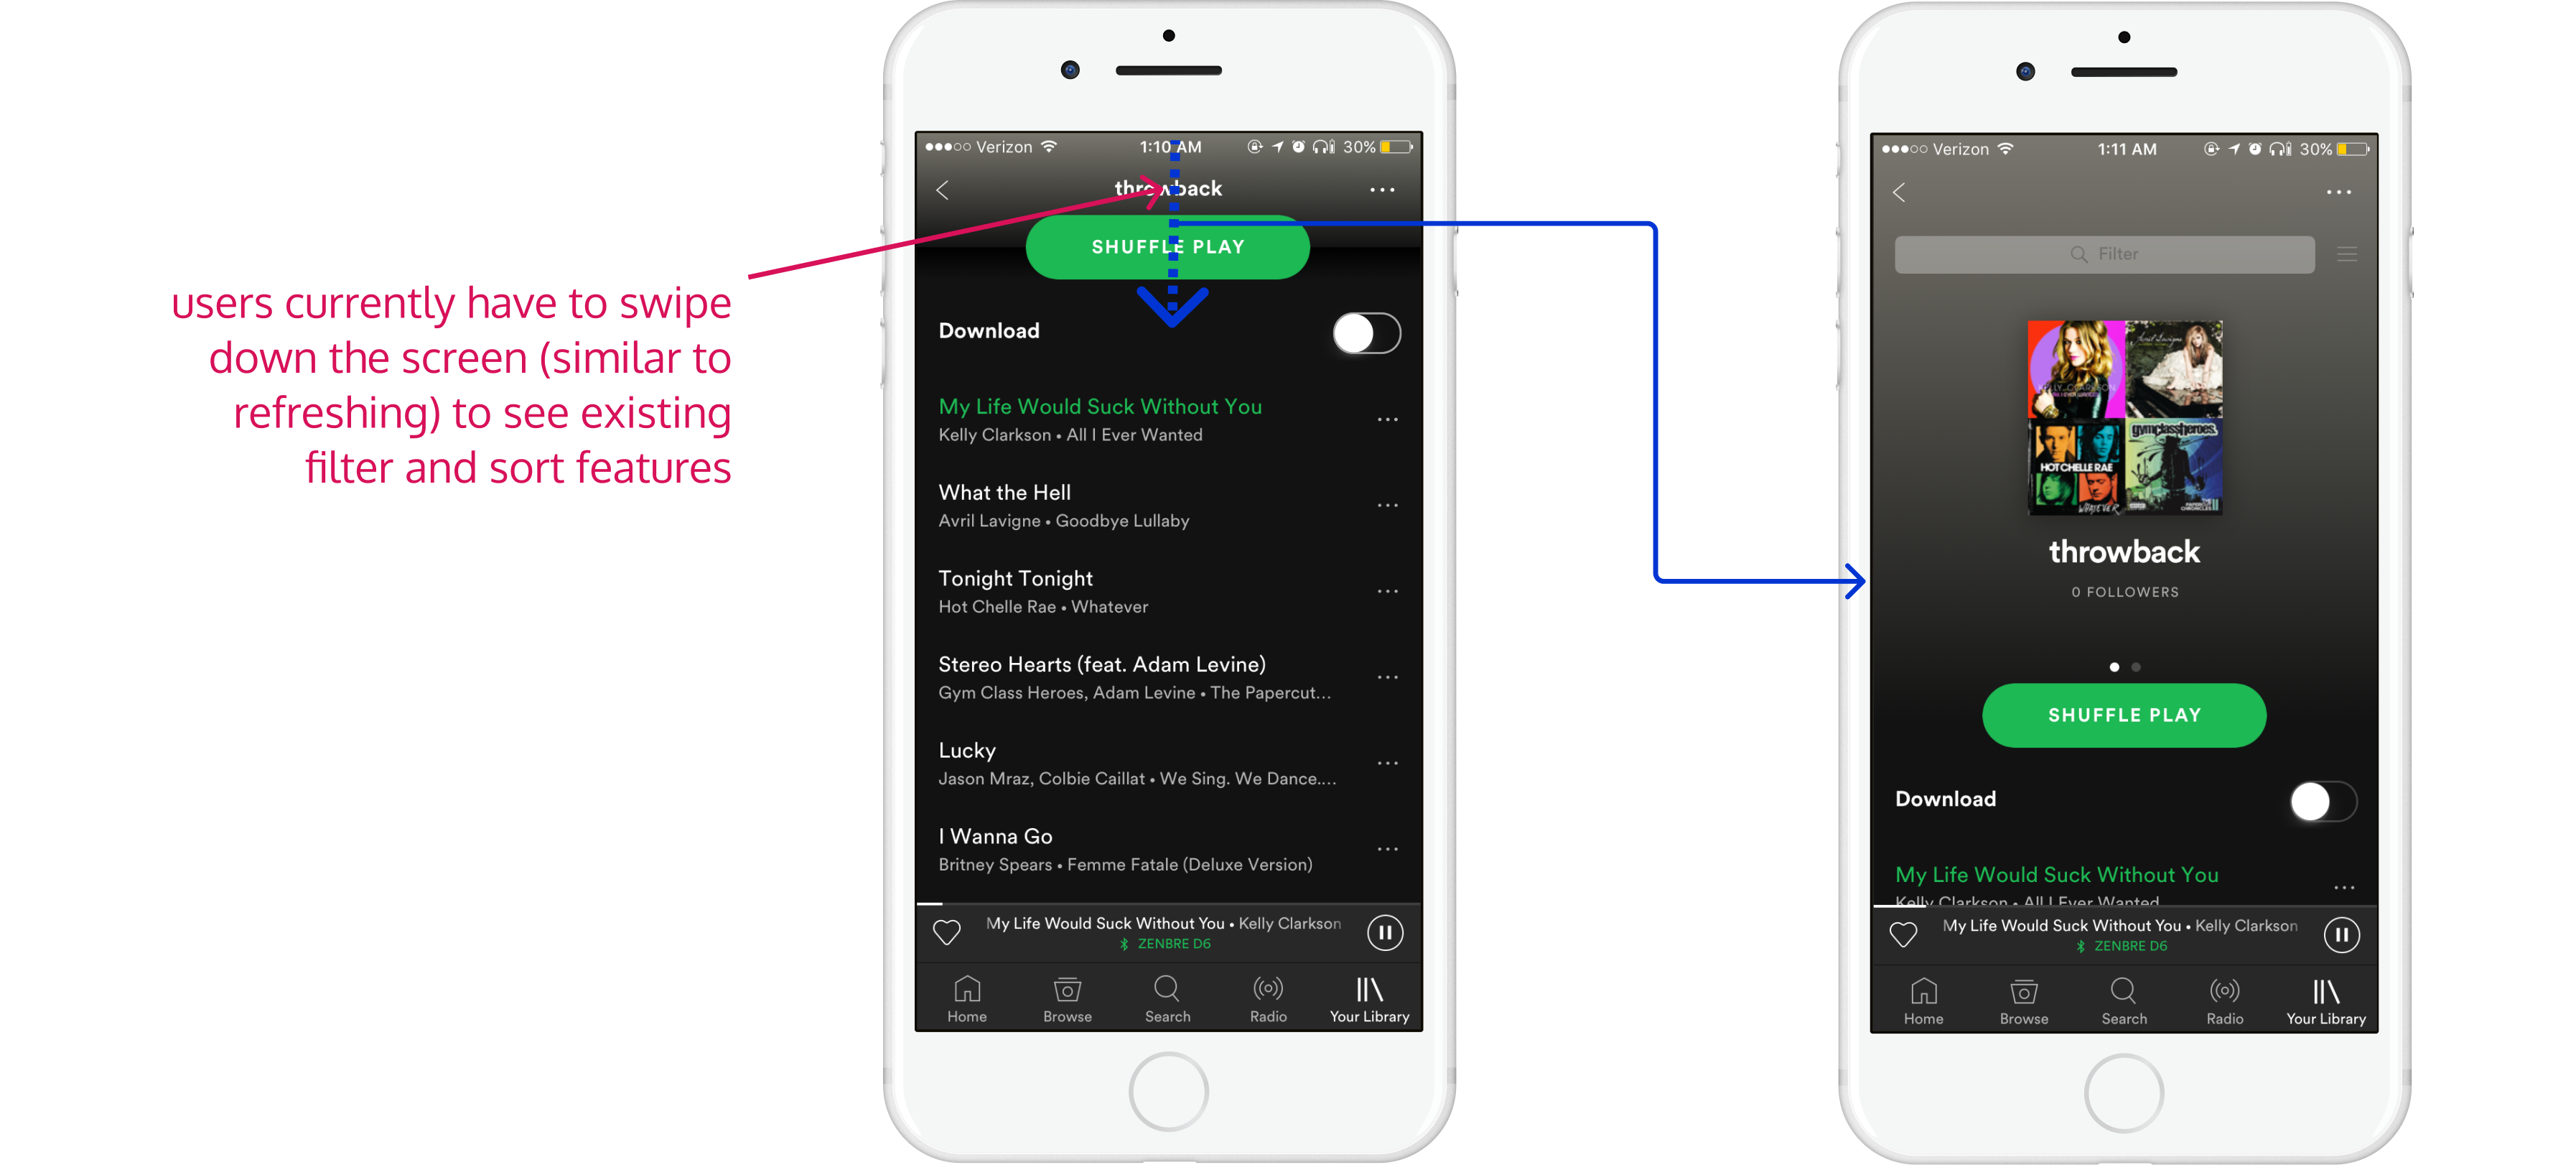 users currently have to swipe
down the screen (similar to
refreshing) to see existing
filter and sort features
Verizon 1:10 AM 30%
throwback
SHUFFLE PLAY
Download
My Life Would Suck Without You
Kelly Clarkson • All I Ever Wanted
What the Hell
Avril Lavigne • Goodbye Lullaby
Tonight Tonight
Hot Chelle Rae • Whatever
Stereo Hearts (feat. Adam Levine)
Gym Class Heroes, Adam Levine • The Papercut...
Lucky
Jason Mraz, Colbie Caillat • We Sing. We Dance....
I Wanna Go
Britney Spears • Femme Fatale (Deluxe Version)
My Life Would Suck Without You • Kelly Clarkson
ZENBRE D6
Home Browse Search Radio Your Library
Verizon 1:11 AM 30%
Filter
KELLY CLARKSON
gymclassheroes.
HOT CHELLE RAE
WHATEVER
throwback
0 FOLLOWERS
SHUFFLE PLAY
Download
My Life Would Suck Without You
Kelly Clarkson • All I Ever Wanted
My Life Would Suck Without You • Kelly Clarkson
ZENBRE D6
Home Browse Search Radio Your Library